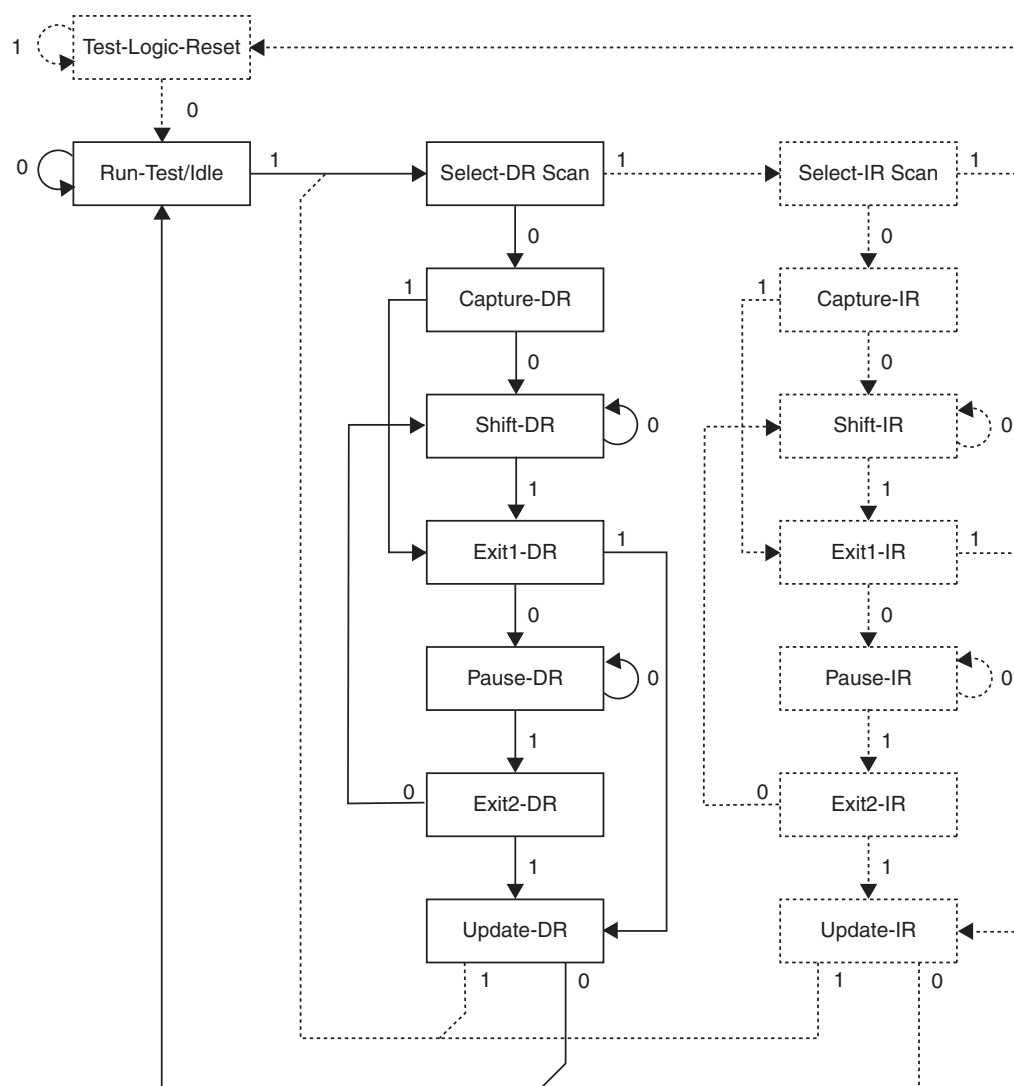 1
Test-Logic-Reset
0
0
Run-Test/Idle
1
Select-DR Scan
1
Select-IR Scan
1
0
0
1
Capture-DR
1
Capture-IR
0
0
Shift-DR
0
Shift-IR
0
1
1
Exit1-DR
1
Exit1-IR
1
0
0
Pause-DR
0
Pause-IR
0
1
1
0
Exit2-DR
0
Exit2-IR
1
1
Update-DR
Update-IR
1
0
1
0